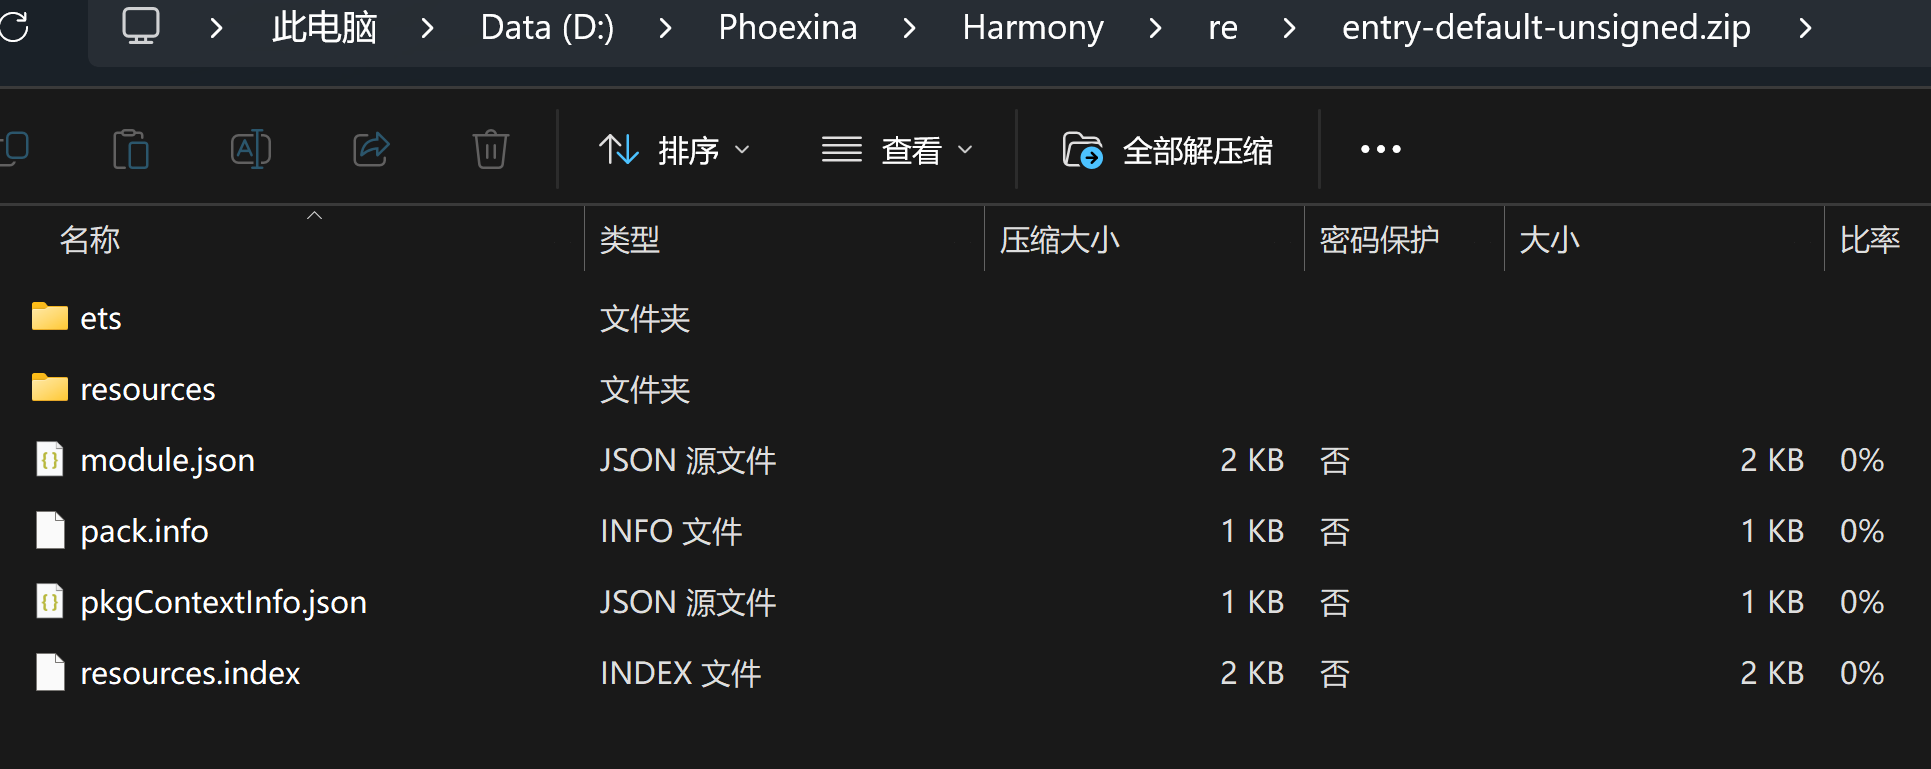 此电脑 > Data (D:) > Phoexina > Harmony > re > entry-default-unsigned.zip >
排序 查看 全部解压缩
名称 类型 压缩大小 密码保护 大小 比率
ets 文件夹
resources 文件夹
module.json JSON 源文件 2 KB 否 2 KB 0%
pack.info INFO 文件 1 KB 否 1 KB 0%
pkgContextInfo.json JSON 源文件 1 KB 否 1 KB 0%
resources.index INDEX 文件 2 KB 否 2 KB 0%